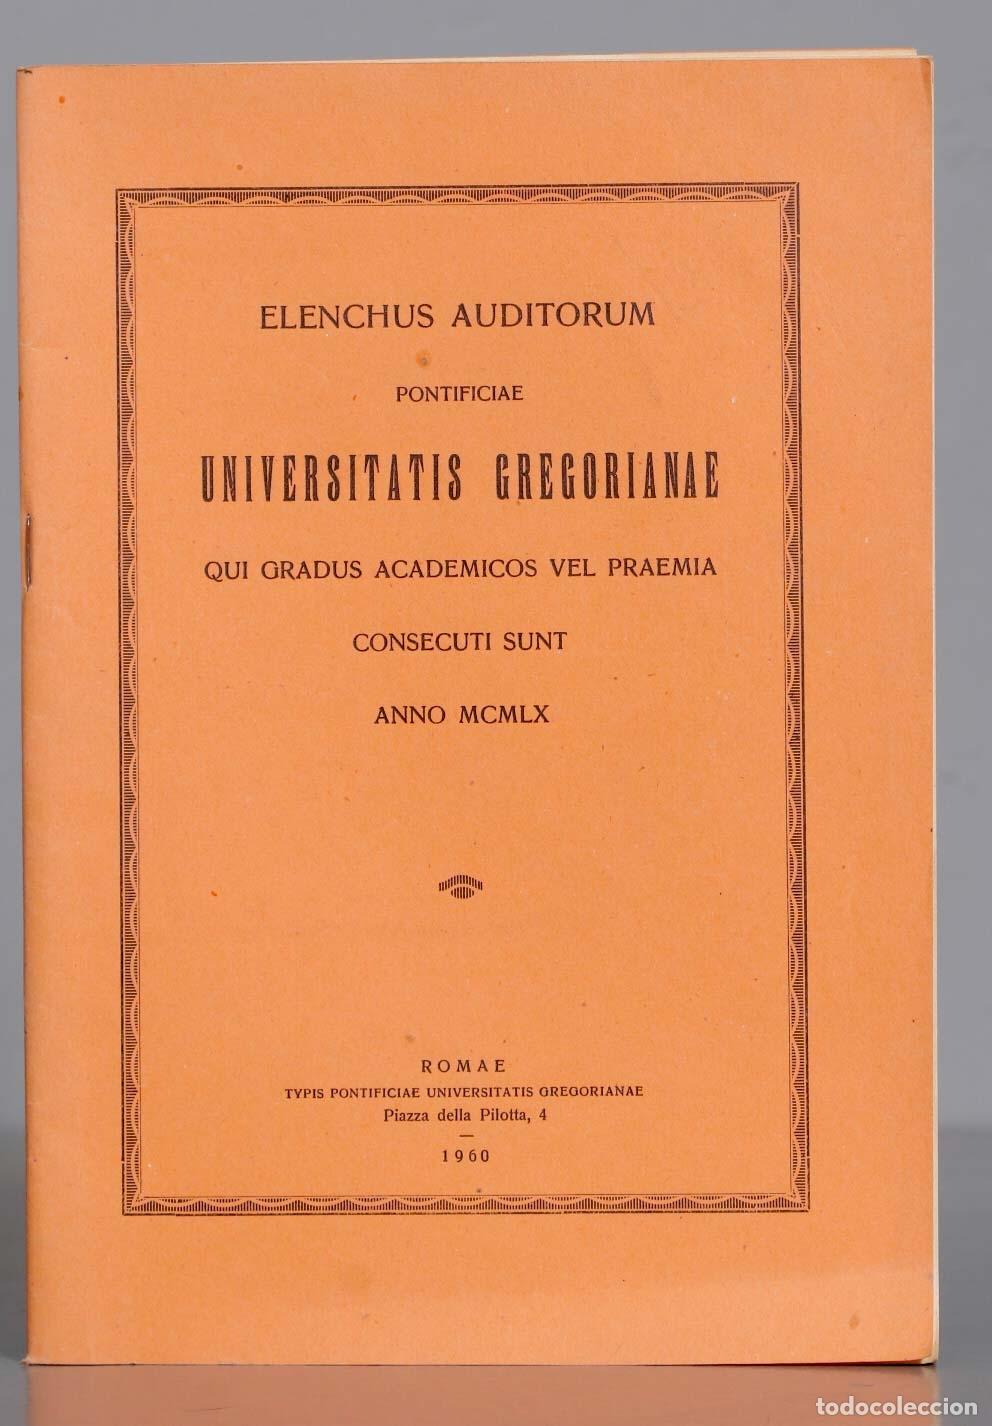 ELENCHUS AUDITORUM
PONTIFICIAE
UNIVERSITATIS GREGORIANAE
QUI GRADUS ACADEMICOS VEL PRAEMIA
CONSECUTI SUNT
ANNO MCMLX
ROMAE
TYPIS PONTIFICIAE UNIVERSITATIS GREGORIANAE
Piazza della Pilotta, 4
1960
todocoleccion